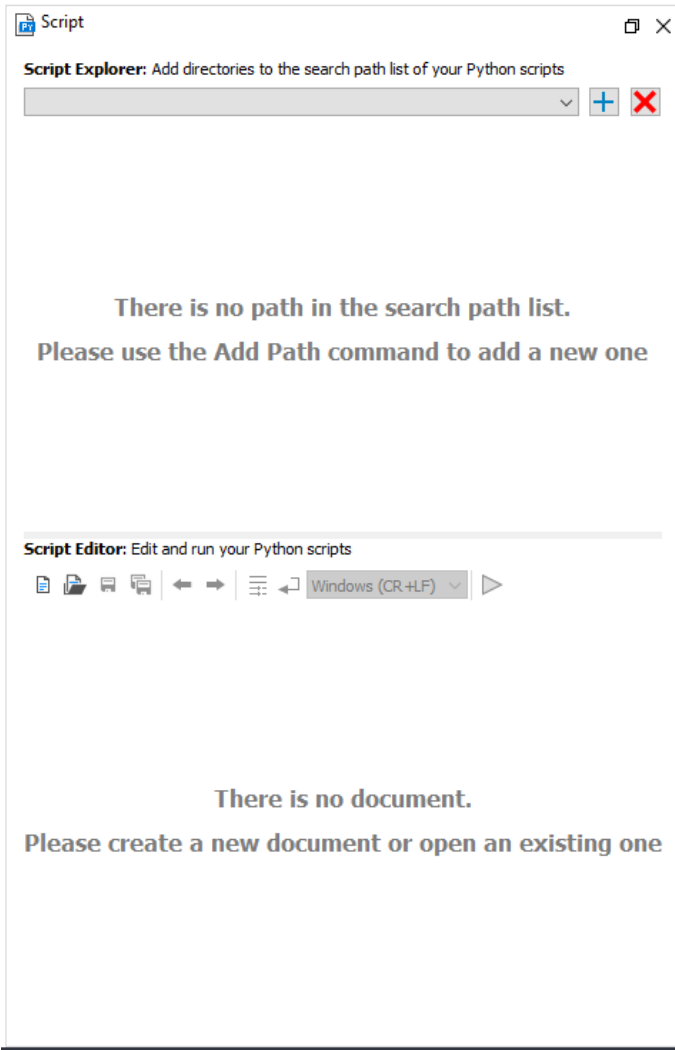 Script
Script Explorer: Add directories to the search path list of your Python scripts
There is no path in the search path list.
Please use the Add Path command to add a new one
Script Editor: Edit and run your Python scripts
Windows (CR+LF)
There is no document.
Please create a new document or open an existing one